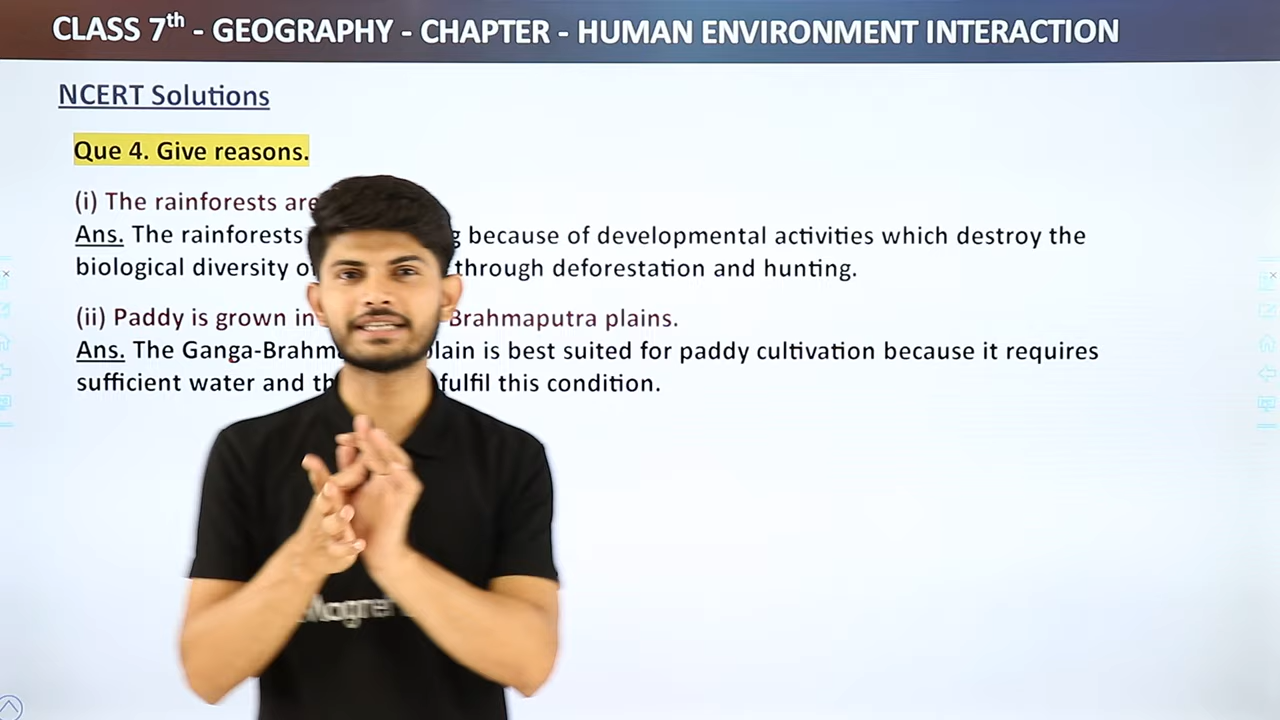 CLASS 7th - GEOGRAPHY - CHAPTER - HUMAN ENVIRONMENT INTERACTION
NCERT Solutions
Que 4. Give reasons.
(i) The rainforests are
Ans. The rainforests because of developmental activities which destroy the
biological diversity through deforestation and hunting.
(ii) Paddy is grown in Brahmaputra plains.
Ans. The plain is best suited for paddy cultivation because it requires
sufficient water and fulfil this condition.